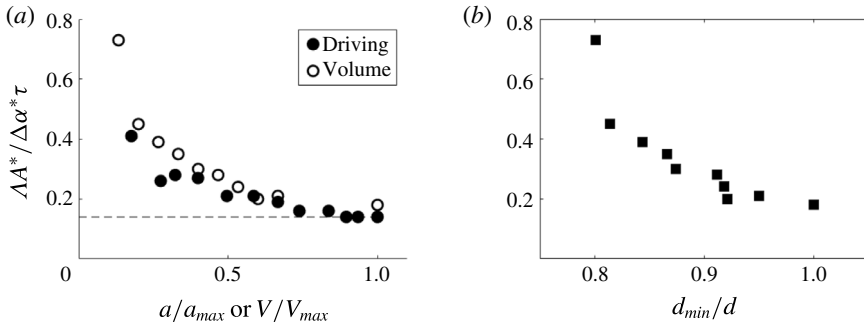 (a)
0.8
0.6
0.4
0.2
0
0.5
1.0
ΛA*/Δα*τ
a/a_max or V/V_max
Driving
Volume
(b)
0.8
0.6
0.4
0.2
0.8
0.9
1.0
d_min/d